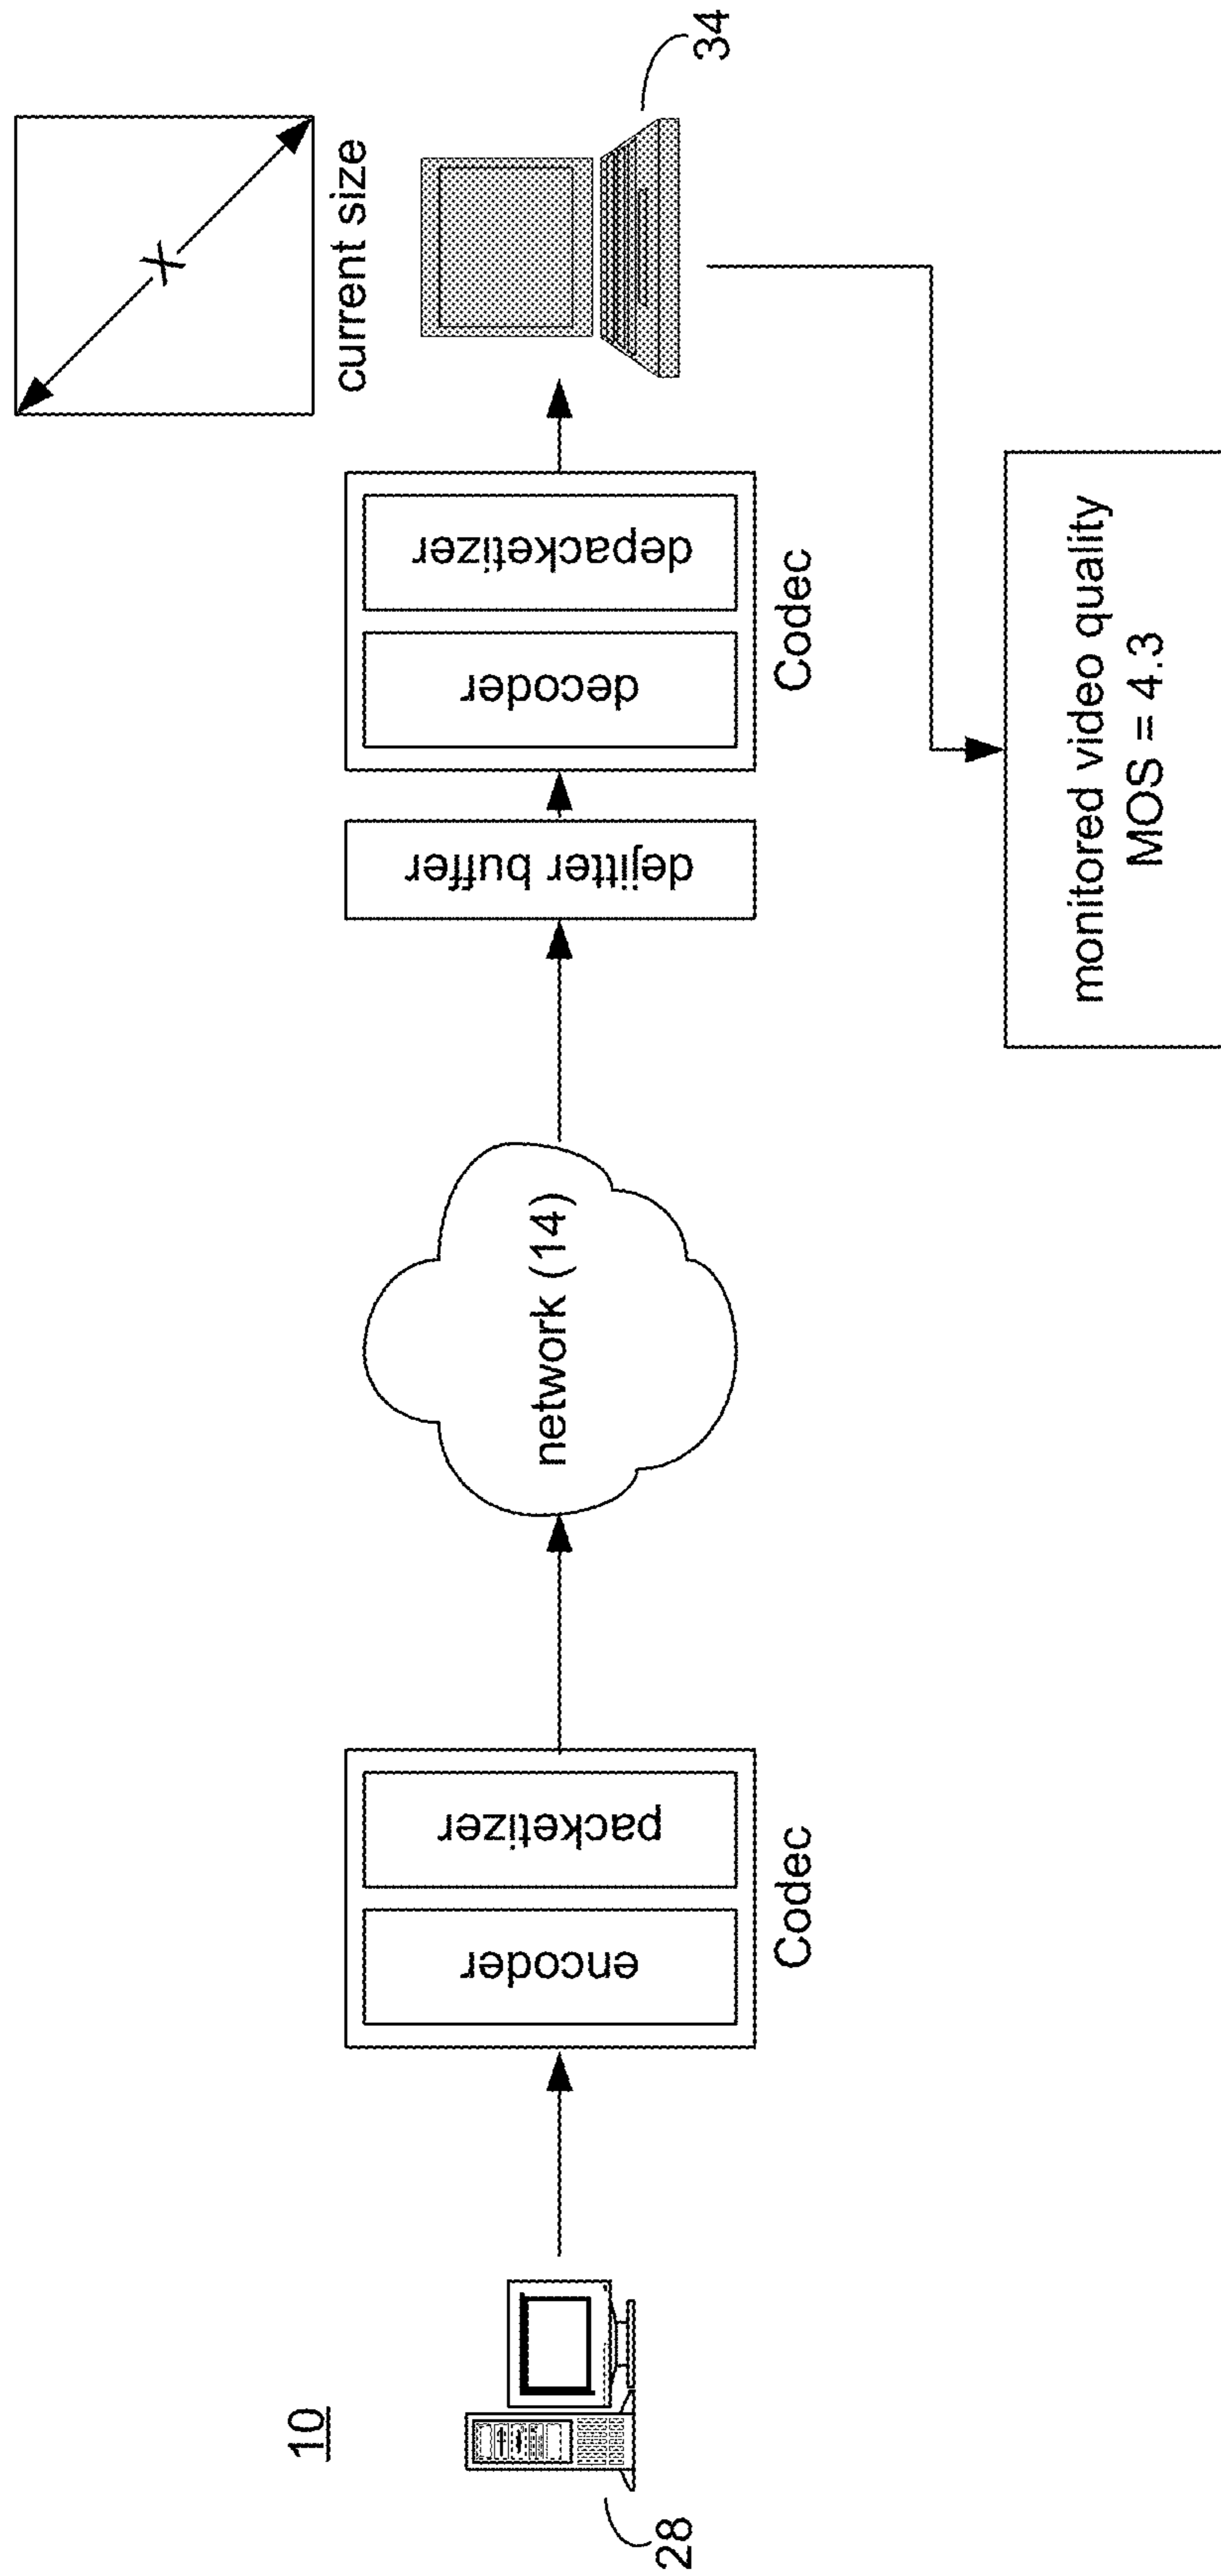 10
28
encoder
packetizer
Codec
network (14)
dejitter buffer
decoder
depacketizer
Codec
X
current size
34
monitored video quality
MOS = 4.3